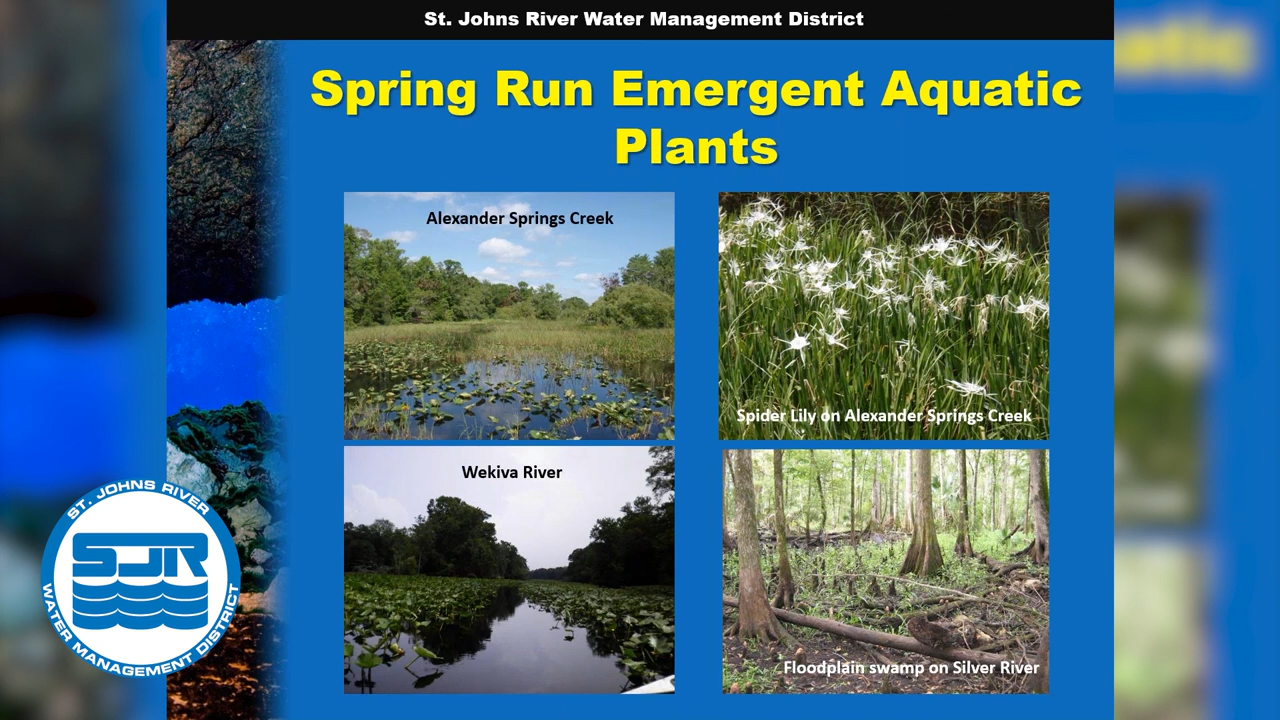 St. Johns River Water Management District
Spring Run Emergent Aquatic
Plants
Alexander Springs Creek
Spider Lily on Alexander Springs Creek
Wekiva River
Floodplain swamp on Silver River
ST. JOHNS RIVER
SJR
WATER MANAGEMENT DISTRICT